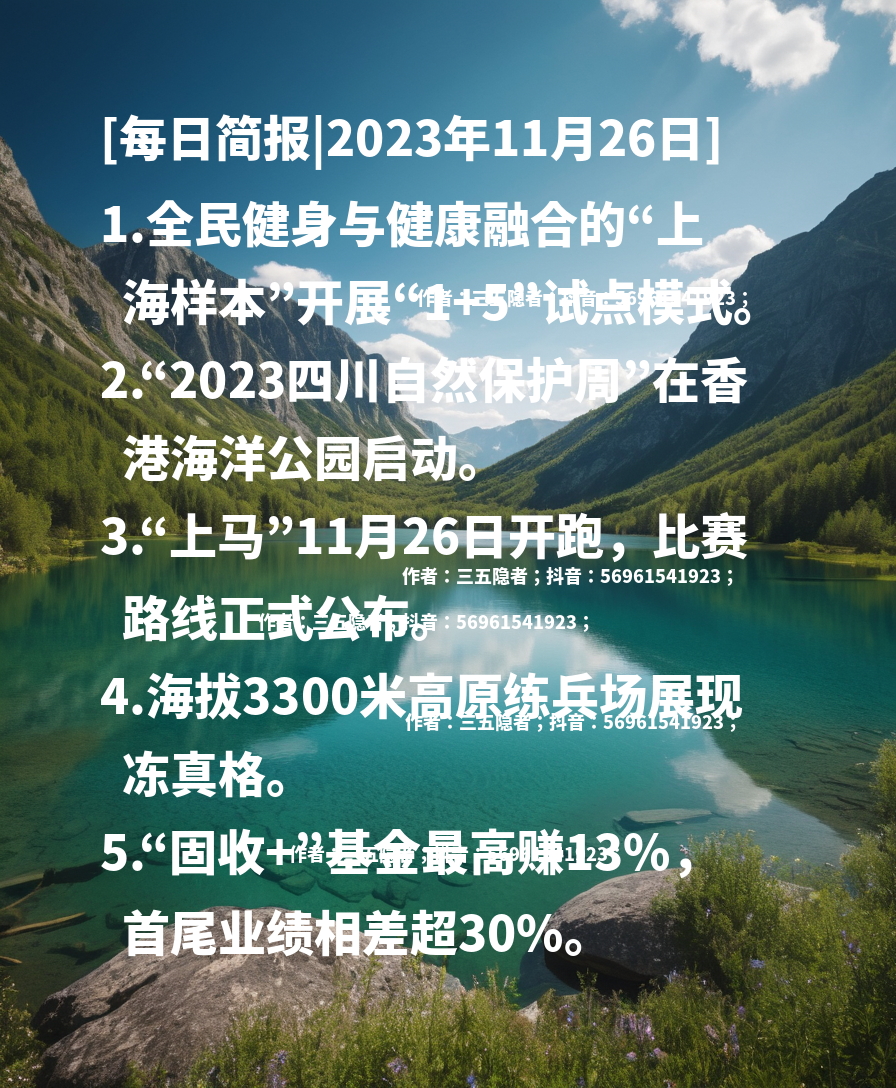 [每日简报|2023年11月26日]
1.全民健身与健康融合的“上
海样本”开展“1+5”试点模式。
作者：三五隐者；抖音：56961541923；
2.“2023四川自然保护周”在香
港海洋公园启动。
3.“上马”11月26日开跑，比赛
作者：三五隐者；抖音：56961541923；
路线正式公布。
作者：三五隐者；抖音：56961541923；
4.海拔3300米高原练兵场展现
作者：三五隐者；抖音：56961541923；
冻真格。
5.“固收+”基金最高赚13%，
作者：三五隐者；抖音：56961541923
首尾业绩相差超30%。